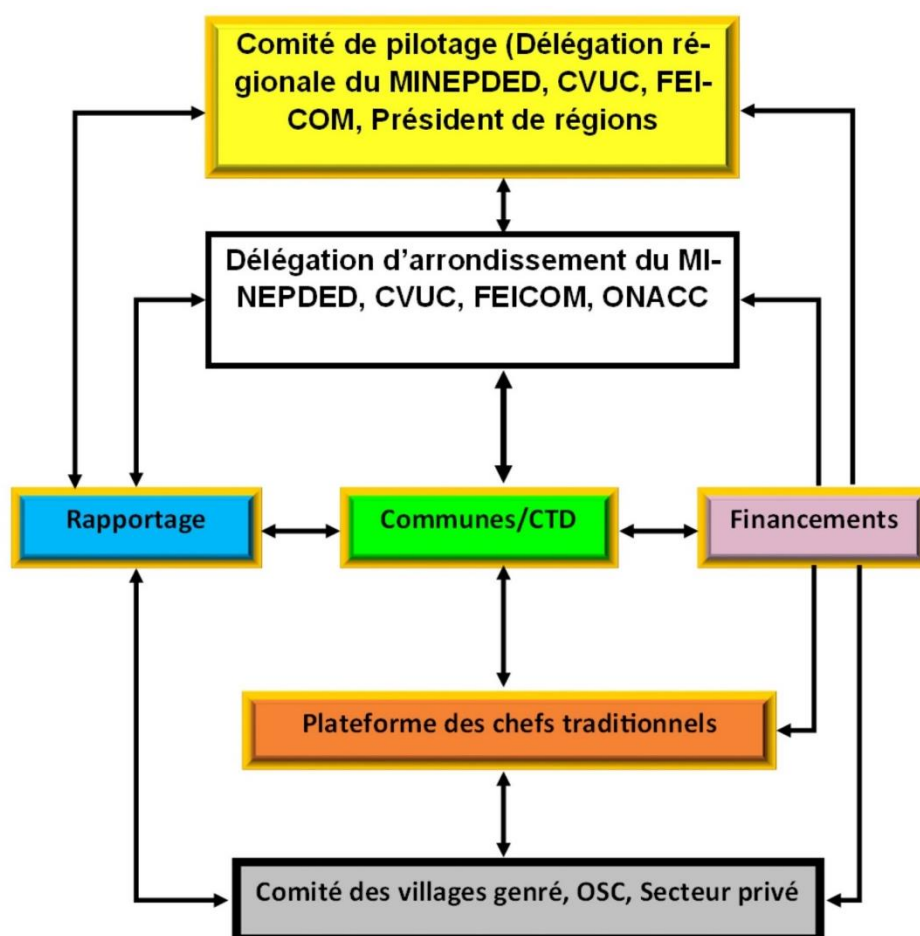 Comité de pilotage (Délégation ré-
gionale du MINEPDED, CVUC, FEI-
COM, Président de régions
Délégation d’arrondissement du MI-
NEPDED, CVUC, FEICOM, ONACC
Rapportage
Communes/CTD
Financements
Plateforme des chefs traditionnels
Comité des villages genré, OSC, Secteur privé